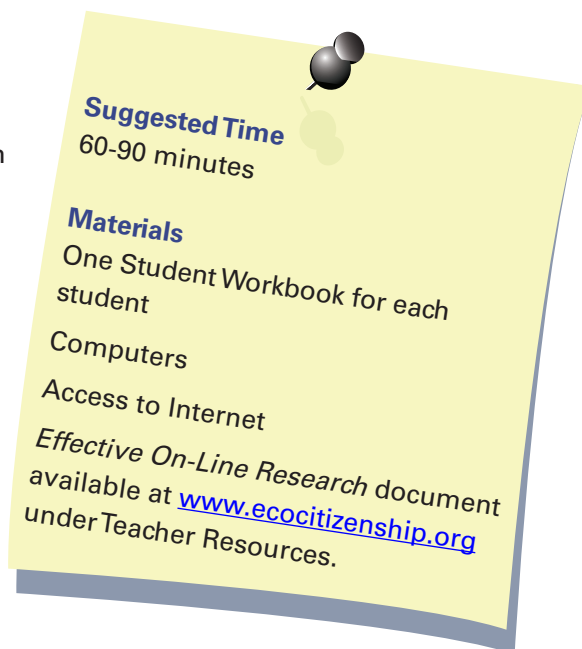 Suggested Time
60-90 minutes
Materials
One Student Workbook for each
student
Computers
Access to Internet
Effective On-Line Research document
available at www.ecocitizenship.org
under Teacher Resources.